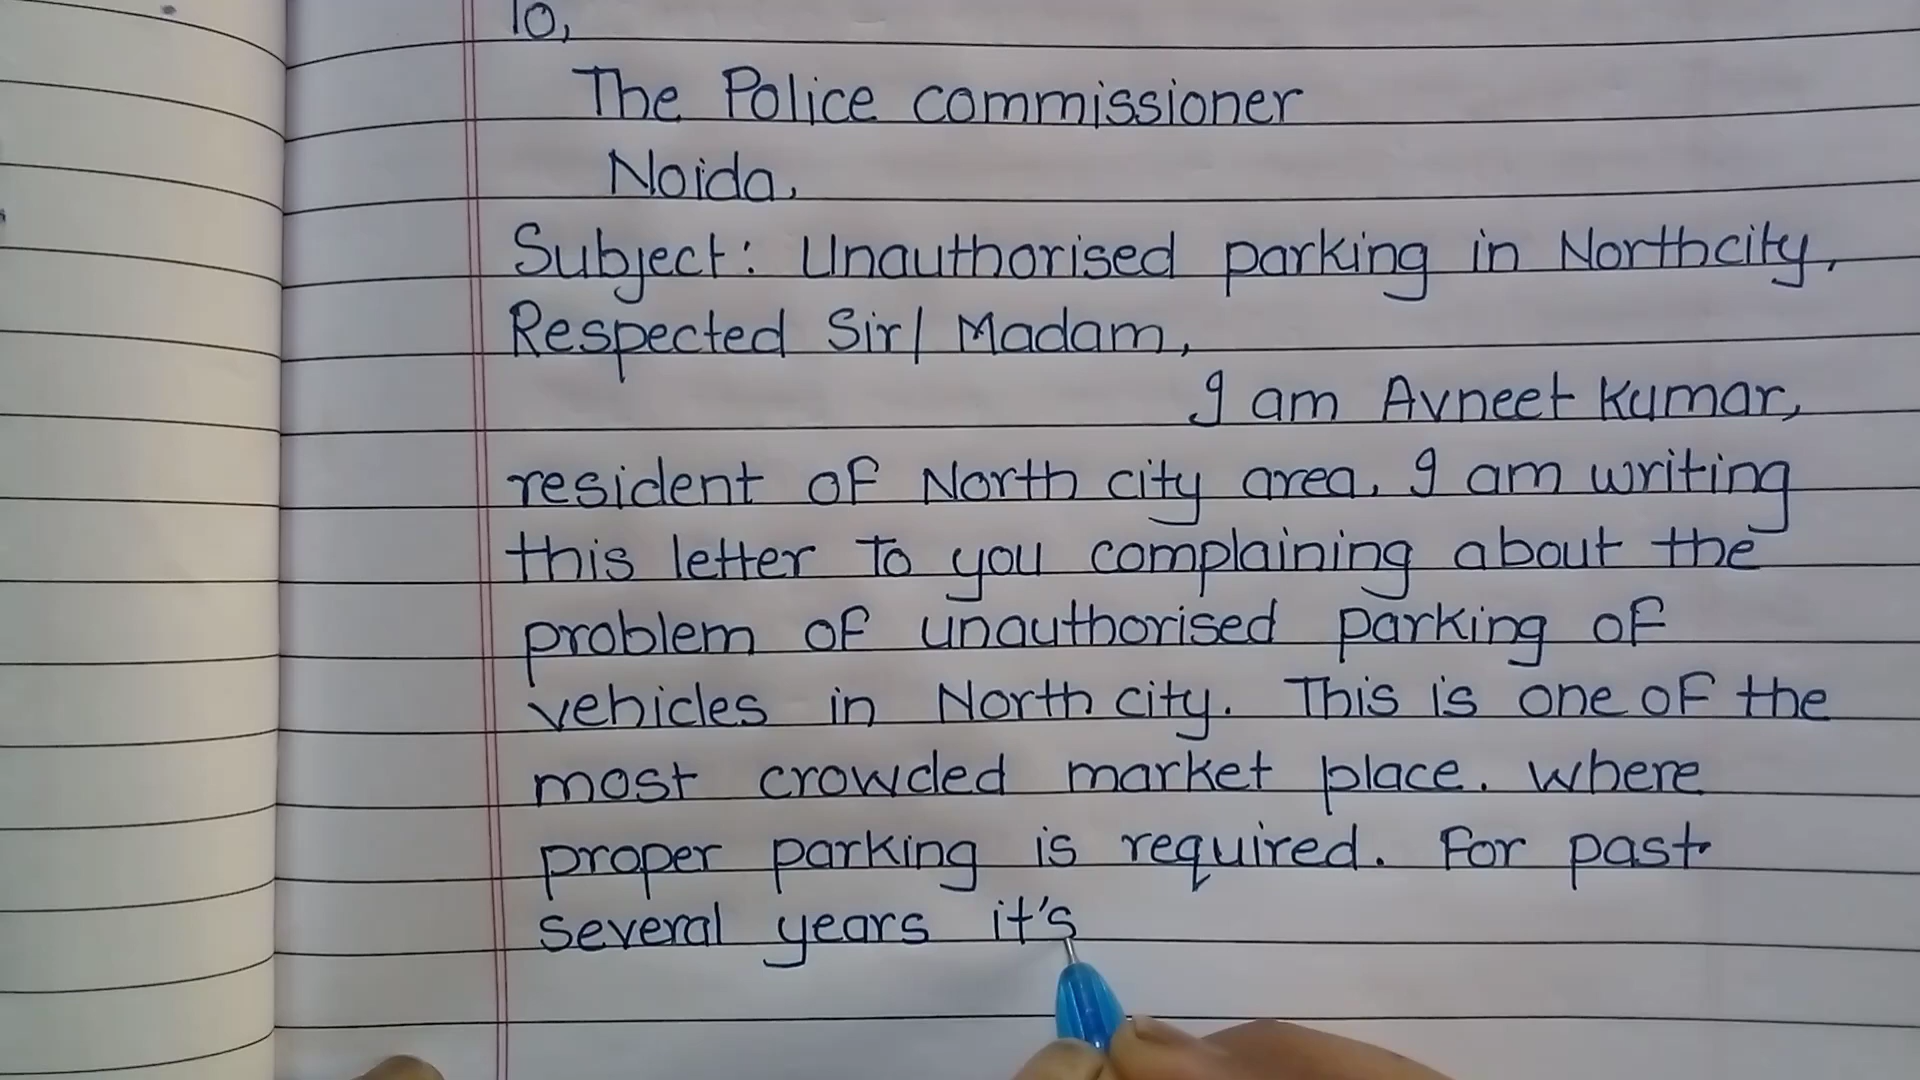 To,
The Police commissioner
Noida,
Subject: Unauthorised parking in Northcity,
Respected Sir/ Madam,
I am Avneet Kumar,
resident of North city area. I am writing
this letter to you complaining about the
problem of unauthorised parking of
vehicles in North city. This is one of the
most crowded market place. where
proper parking is required. For past
several years it's